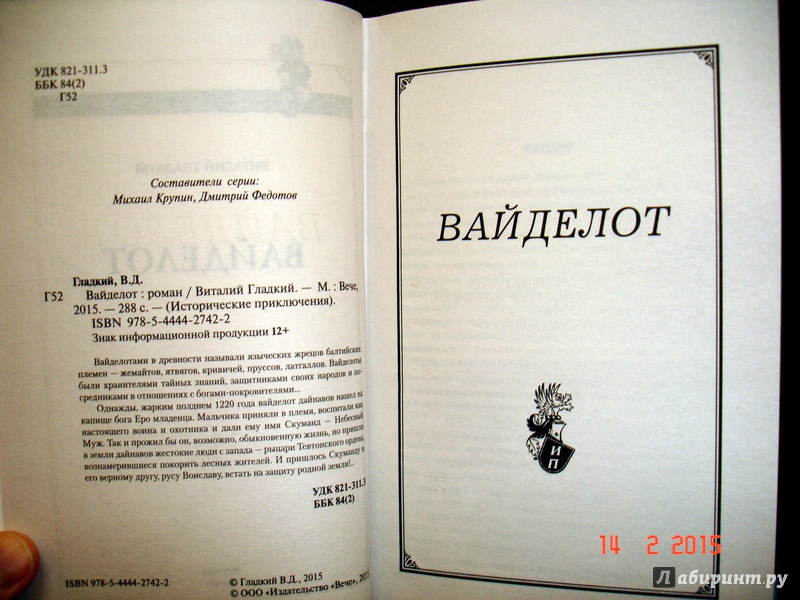 УДК 821-311.3
ББК 84(2)
Г52
Составители серии:
Михаил Крупин, Дмитрий Федотов
Гладкий, В.Д.
Г52 Вайделот : роман / Виталий Гладкий. — М. : Вече,
2015. — 288 с. — (Исторические приключения).
ISBN 978-5-4444-2742-2
Знак информационной продукции 12+
Вайделотами в древности называли языческих жрецов балтийских
племен — жемайтов, ятвягов, кривичей, пруссов, латгаллов. Вайделоты
были хранителями тайных знаний, защитниками своих народов и по-
средниками в отношениях с богами-покровителями...
Однажды, жарким полднем 1220 года вайделот дайнавов нашел на
капище бога Еро младенца. Мальчика приняли в племя, воспитали как
настоящего воина и охотника и дали ему имя Скуманд — Небесный
Муж. Так и прожил бы он, возможно, обыкновенную жизнь, но пришли
в земли дайнавов жестокие люди с запада — рыцари Тевтонского ордена,
вознамерившиеся покорить лесных жителей. И пришлось Скуманду и
его верному другу, русу Воиславу, встать на защиту родной земли!..
УДК 821-311.3
ББК 84(2)
ISBN 978-5-4444-2742-2
© Гладкий В.Д., 2015
© ООО «Издательство «Вече», 2015
ВАЙДЕЛОТ
И
П
14 2 2015
Лабиринт.ру